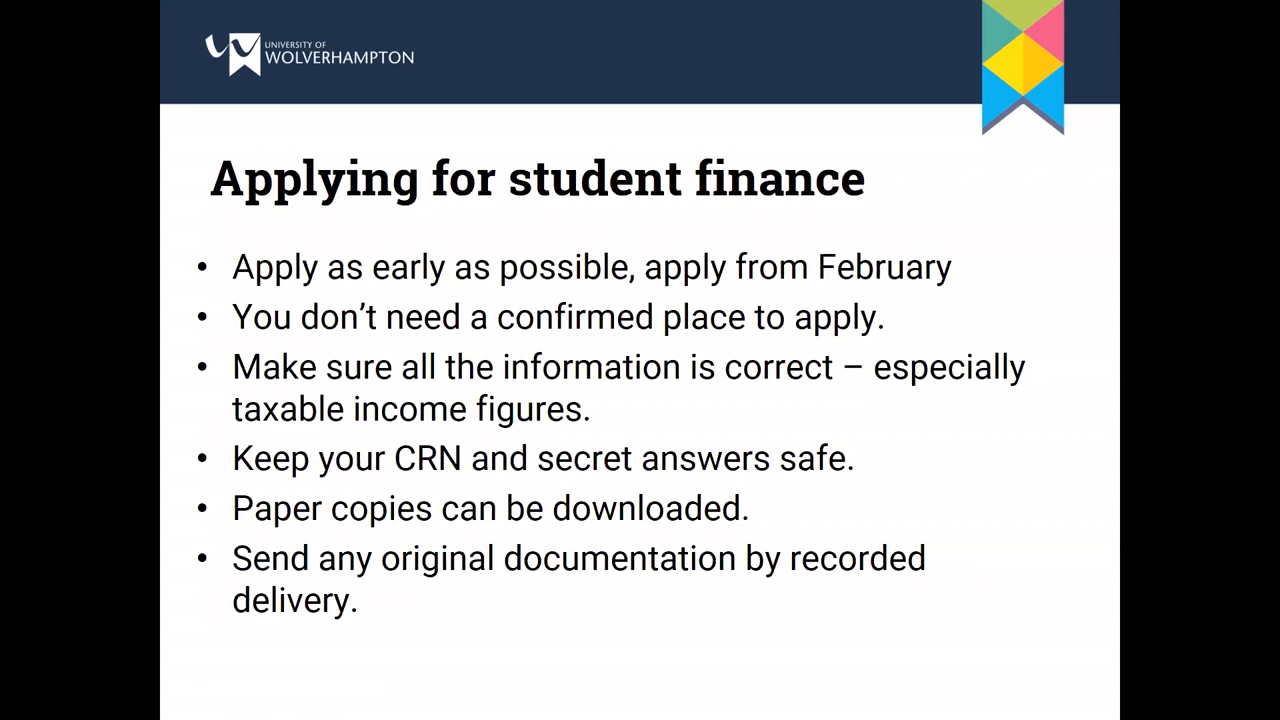 UNIVERSITY OF
WOLVERHAMPTON
Applying for student finance
• Apply as early as possible, apply from February
• You don’t need a confirmed place to apply.
• Make sure all the information is correct – especially
taxable income figures.
• Keep your CRN and secret answers safe.
• Paper copies can be downloaded.
• Send any original documentation by recorded
delivery.